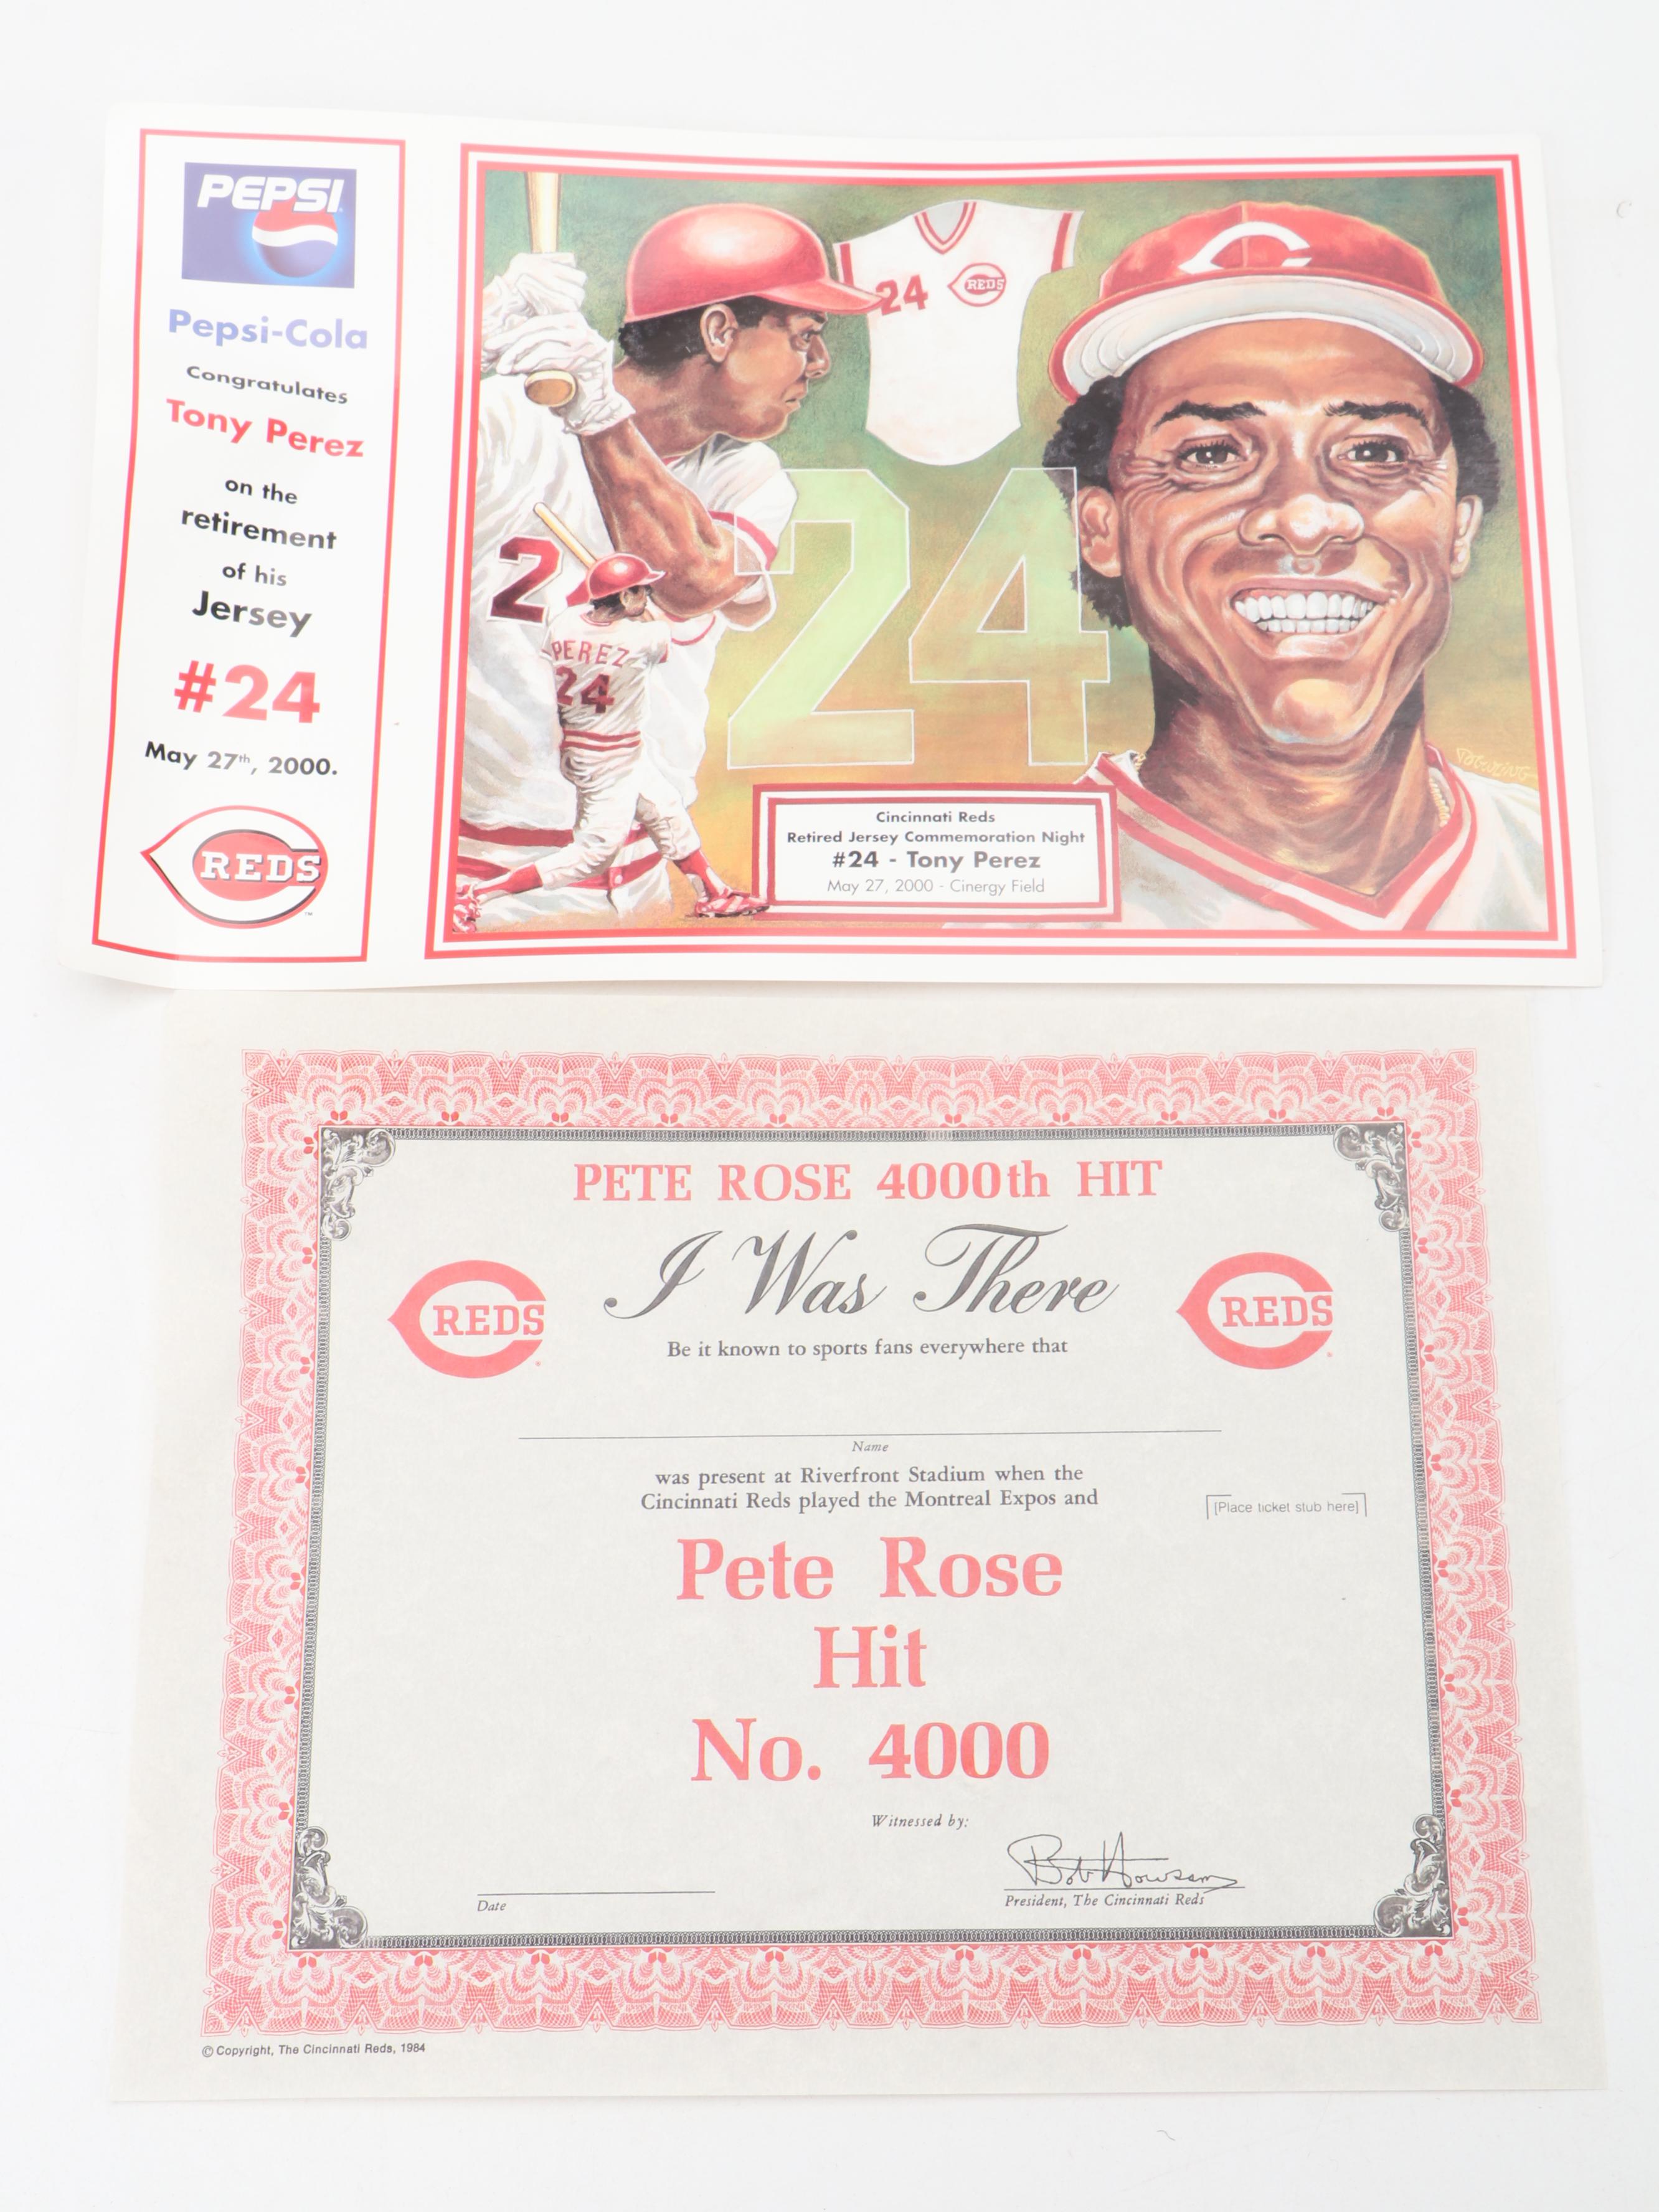 PEPSI
Pepsi-Cola
Congratulates
Tony Perez
on the
retirement
of his
Jersey
#24
May 27th, 2000.
REDS
TM
24 REDS
24
2
PEREZ
24
Cincinnati Reds
Retired Jersey Commemoration Night
#24 - Tony Perez
May 27, 2000 - Cinergy Field
PETE ROSE 4000th HIT
I Was There
REDS
REDS
Be it known to sports fans everywhere that
Name
was present at Riverfront Stadium when the
Cincinnati Reds played the Montreal Expos and
[Place ticket stub here]
Pete Rose
Hit
No. 4000
Witnessed by:
Bob Howsam
Date
President, The Cincinnati Reds
© Copyright, The Cincinnati Reds, 1984